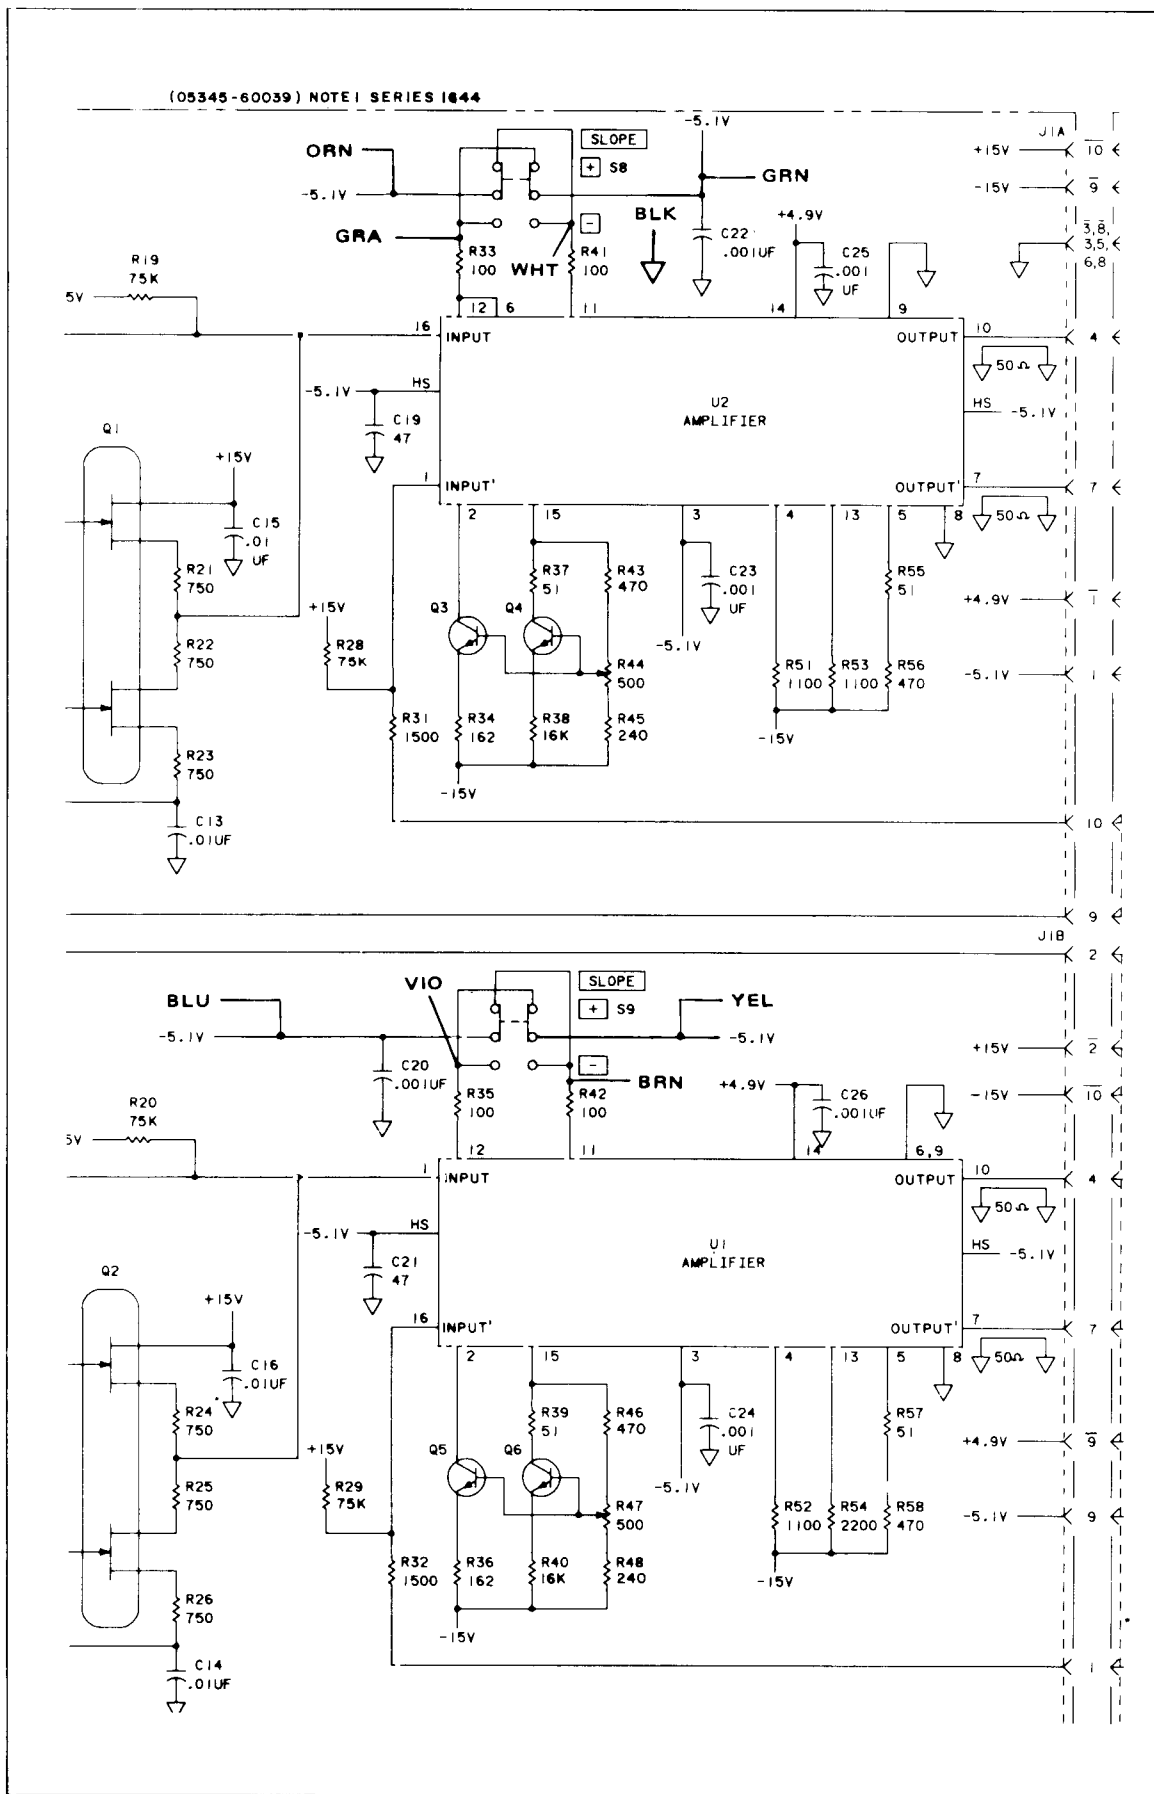 (05345-60039) NOTE1 SERIES 1644
-5.1V
SLOPE
J1A
ORN
+ S8
+15V
10
-5.1V
GRN
-15V
9
BLK
+4.9V
GRA
-
C22
.001UF
C25
.001
UF
3,8,
3,5,
6,8
R33
100
WHT
R41
100
R19
75K
5V
12
6
11
14
9
16
INPUT
OUTPUT
10
4
50Ω
-5.1V
HS
U2
AMPLIFIER
HS
-5.1V
C19
47
Q1
+15V
1
INPUT'
OUTPUT'
7
7
2
15
3
4
13
5
8
50Ω
C15
.01
UF
R21
750
R37
51
R43
470
C23
.001
UF
R55
51
+15V
Q3
Q4
+4.9V
1
R22
750
R28
75K
-5.1V
R44
500
R51
1100
R53
1100
R56
470
-5.1V
1
R31
1500
R34
162
R38
16K
R45
240
-15V
R23
750
-15V
C13
.01UF
10
9
J1B
2
VIO
SLOPE
BLU
+ S9
YEL
-5.1V
-5.1V
+15V
2
C20
.001UF
-
BRN
+4.9V
C26
.001UF
-15V
10
R35
100
R42
100
R20
75K
5V
12
11
14
6,9
1
INPUT
OUTPUT
10
4
50Ω
-5.1V
HS
U1
AMPLIFIER
HS
-5.1V
C21
47
Q2
+15V
16
INPUT'
OUTPUT'
7
7
2
15
3
4
13
5
8
50Ω
C16
.01UF
R24
750
R39
51
R46
470
C24
.001
UF
R57
51
+15V
Q5
Q6
+4.9V
9
R25
750
R29
75K
-5.1V
R47
500
R52
1100
R54
2200
R58
470
-5.1V
9
R32
1500
R36
162
R40
16K
R48
240
-15V
R26
750
-15V
C14
.01UF
1